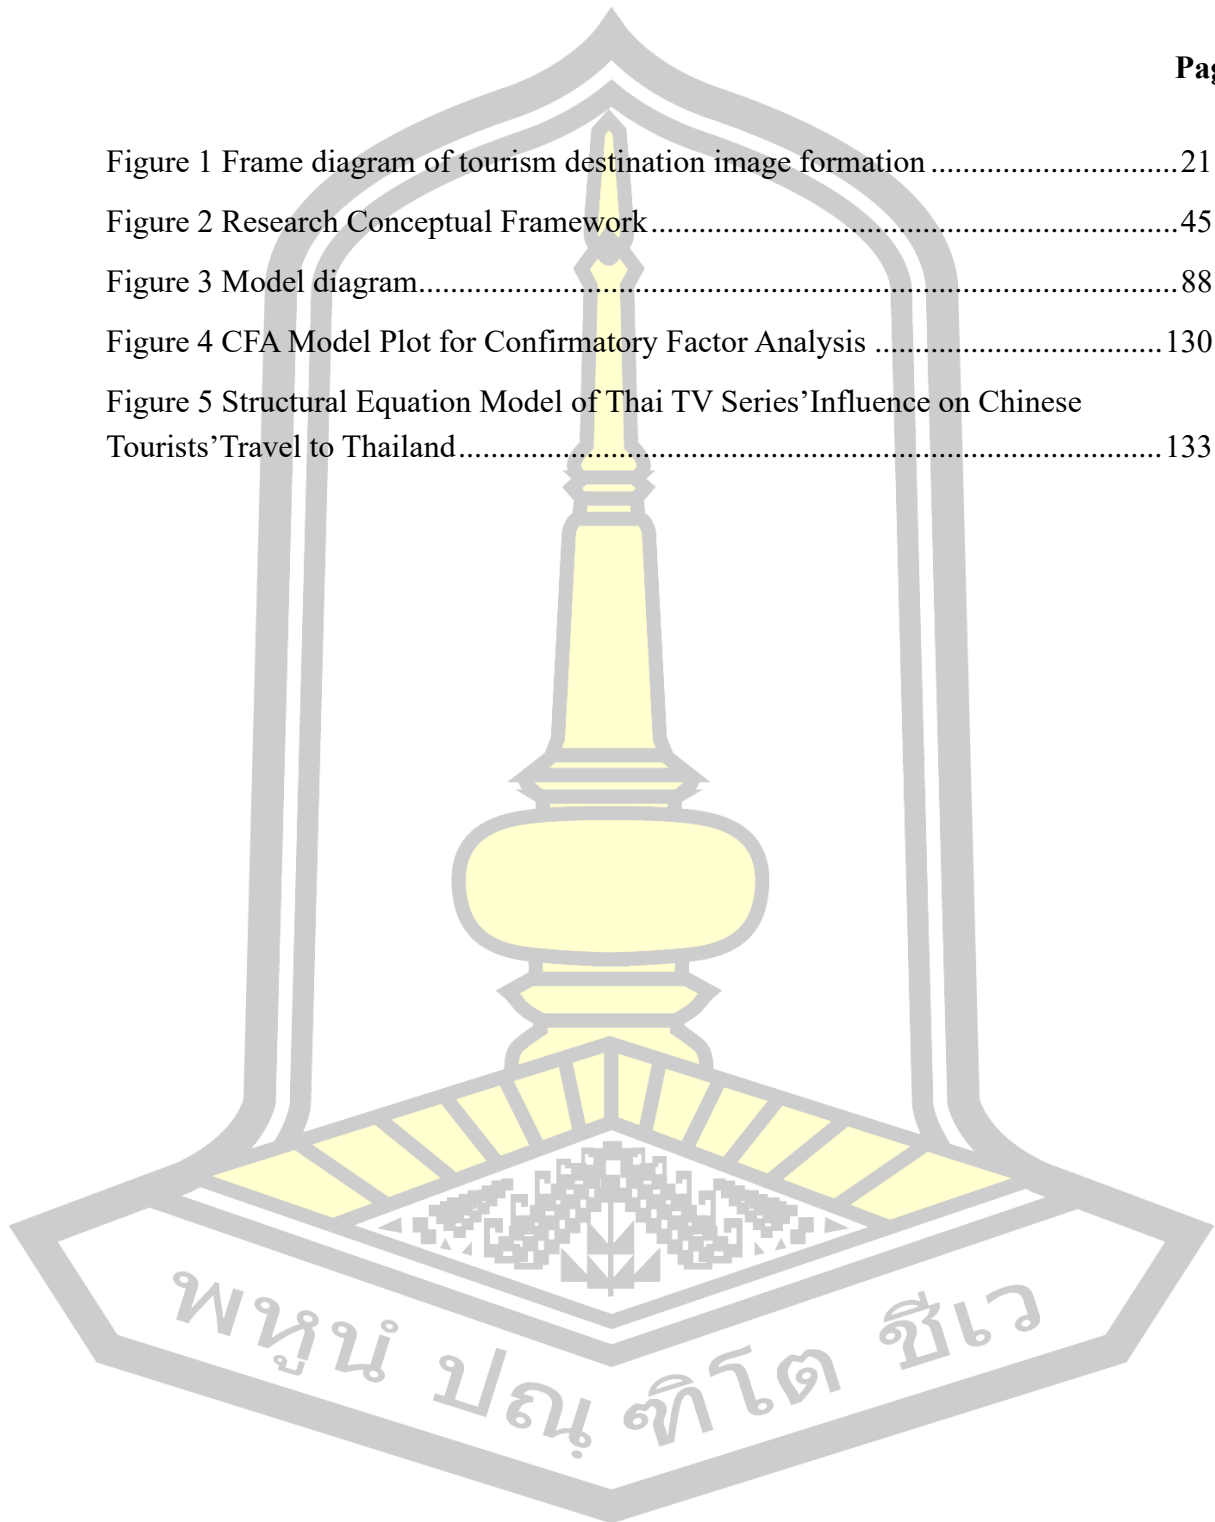 Pag
Figure 1 Frame diagram of tourism destination image formation ............................21
Figure 2 Research Conceptual Framework...............................................................45
Figure 3 Model diagram.............................................................................................88
Figure 4 CFA Model Plot for Confirmatory Factor Analysis ...................................130
Figure 5 Structural Equation Model of Thai TV Series’Influence on Chinese
Tourists’Travel to Thailand.......................................................................................133
พหูนํ ปณฺ ฑิโต ชีเว